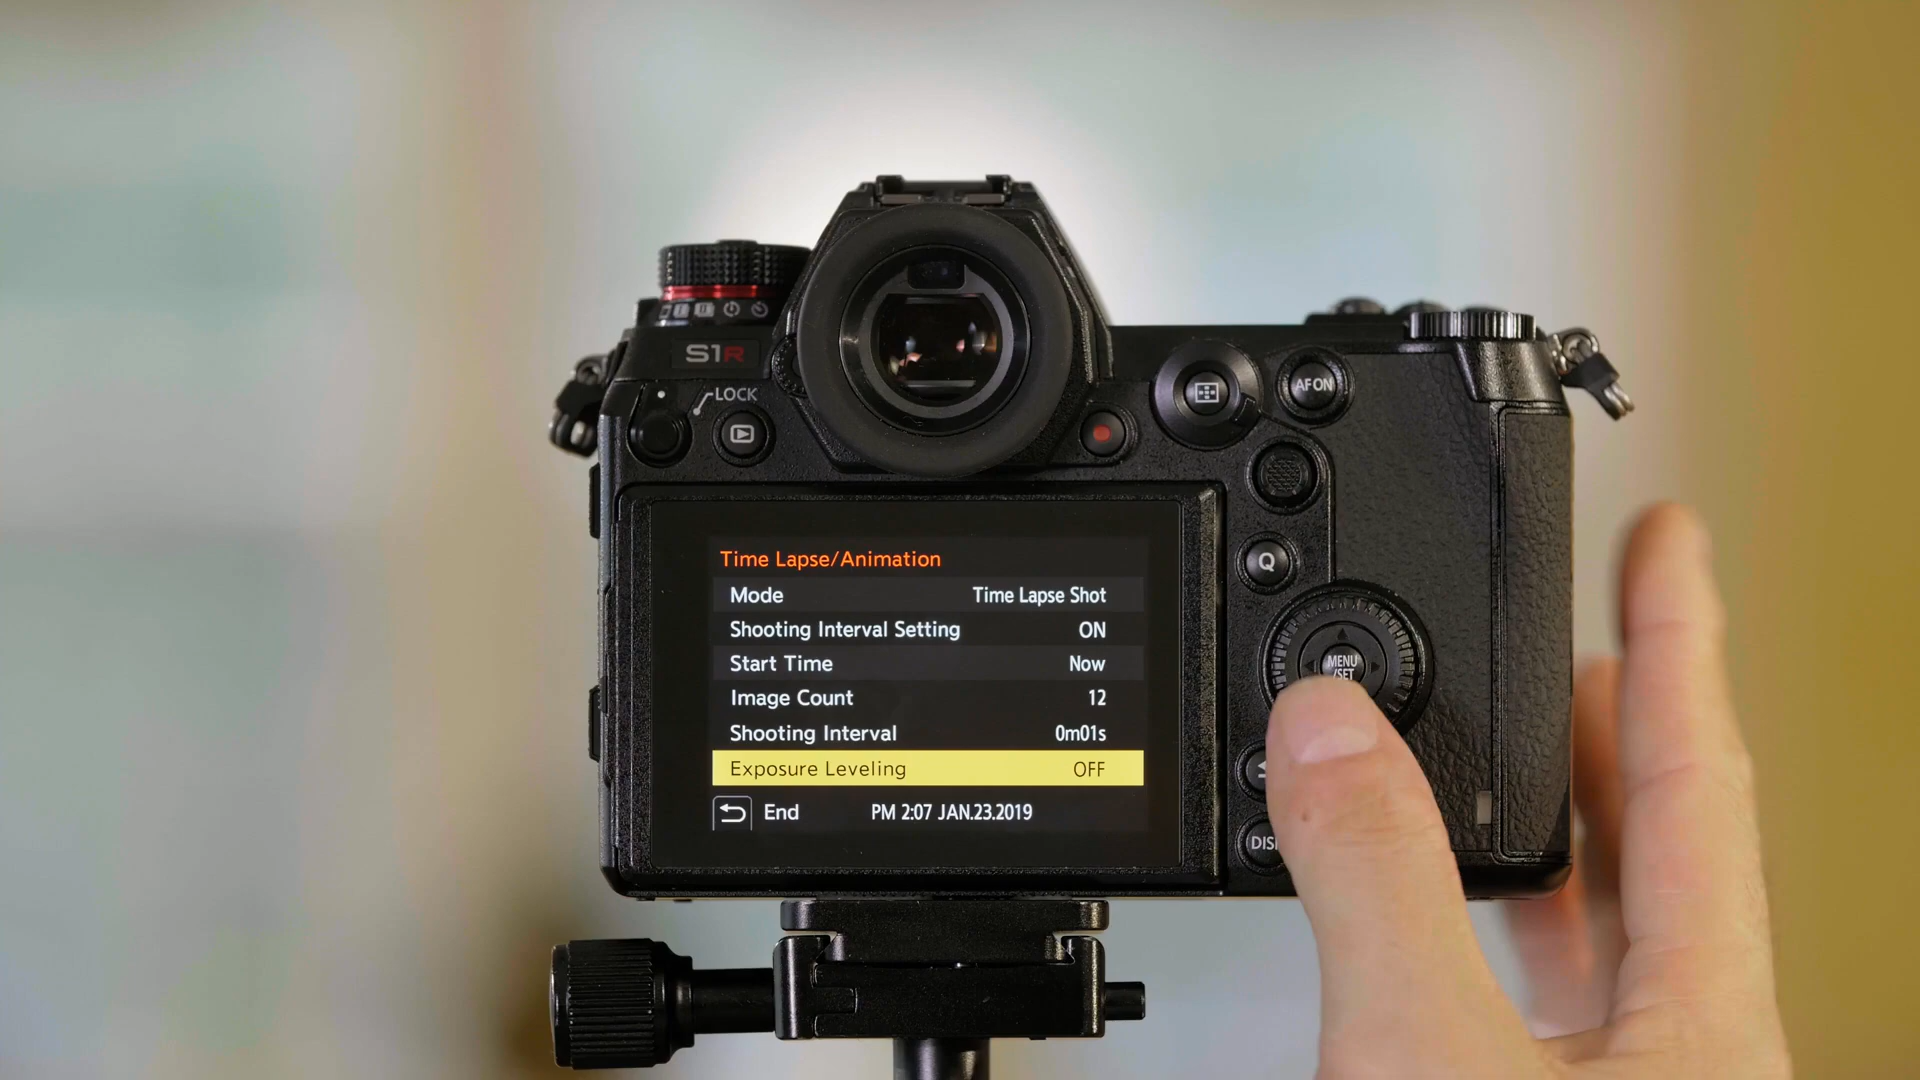 S1R
LOCK
AF ON
Q
MENU
/SET
Time Lapse/Animation
Mode Time Lapse Shot
Shooting Interval Setting ON
Start Time Now
Image Count 12
Shooting Interval 0m01s
Exposure Leveling OFF
End PM 2:07 JAN.23.2019